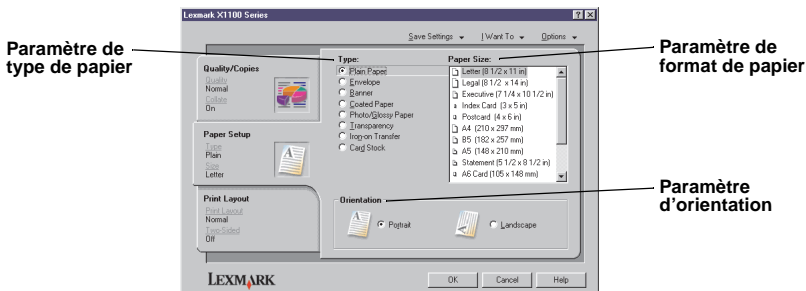 Lexmark X1100 Series
Save Settings I Want To Options
Paramètre de
type de papier
Paramètre de
format de papier
Quality/Copies
Quality
Normal
Collate
On
Paper Setup
Type
Plain
Size
Letter
Print Layout
Print Layout
Normal
Two-Sided
Off
Type:
Plain Paper
Envelope
Banner
Coated Paper
Photo/Glossy Paper
Transparency
Iron-on Transfer
Card Stock
Paper Size:
Letter (8 1/2 x 11 in)
Legal (8 1/2 x 14 in)
Executive (7 1/4 x 10 1/2 in)
Index Card (3 x 5 in)
Postcard (4 x 6 in)
A4 (210 x 297 mm)
B5 (182 x 257 mm)
A5 (148 x 210 mm)
Statement (5 1/2 x 8 1/2 in)
A6 Card (105 x 148 mm)
Orientation
Portrait
Landscape
Paramètre
d'orientation
LEXMARK
OK Cancel Help